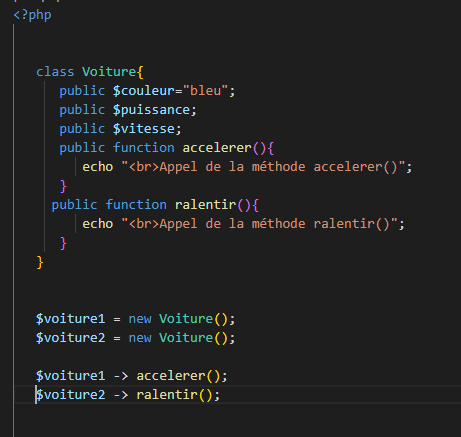 <?php
class Voiture{
public $couleur="bleu";
public $puissance;
public $vitesse;
public function accelerer(){
echo "<br>Appel de la méthode accelerer()";
}
public function ralentir(){
echo "<br>Appel de la méthode ralentir()";
}
}
$voiture1 = new Voiture();
$voiture2 = new Voiture();
$voiture1 -> accelerer();
$voiture2 -> ralentir();